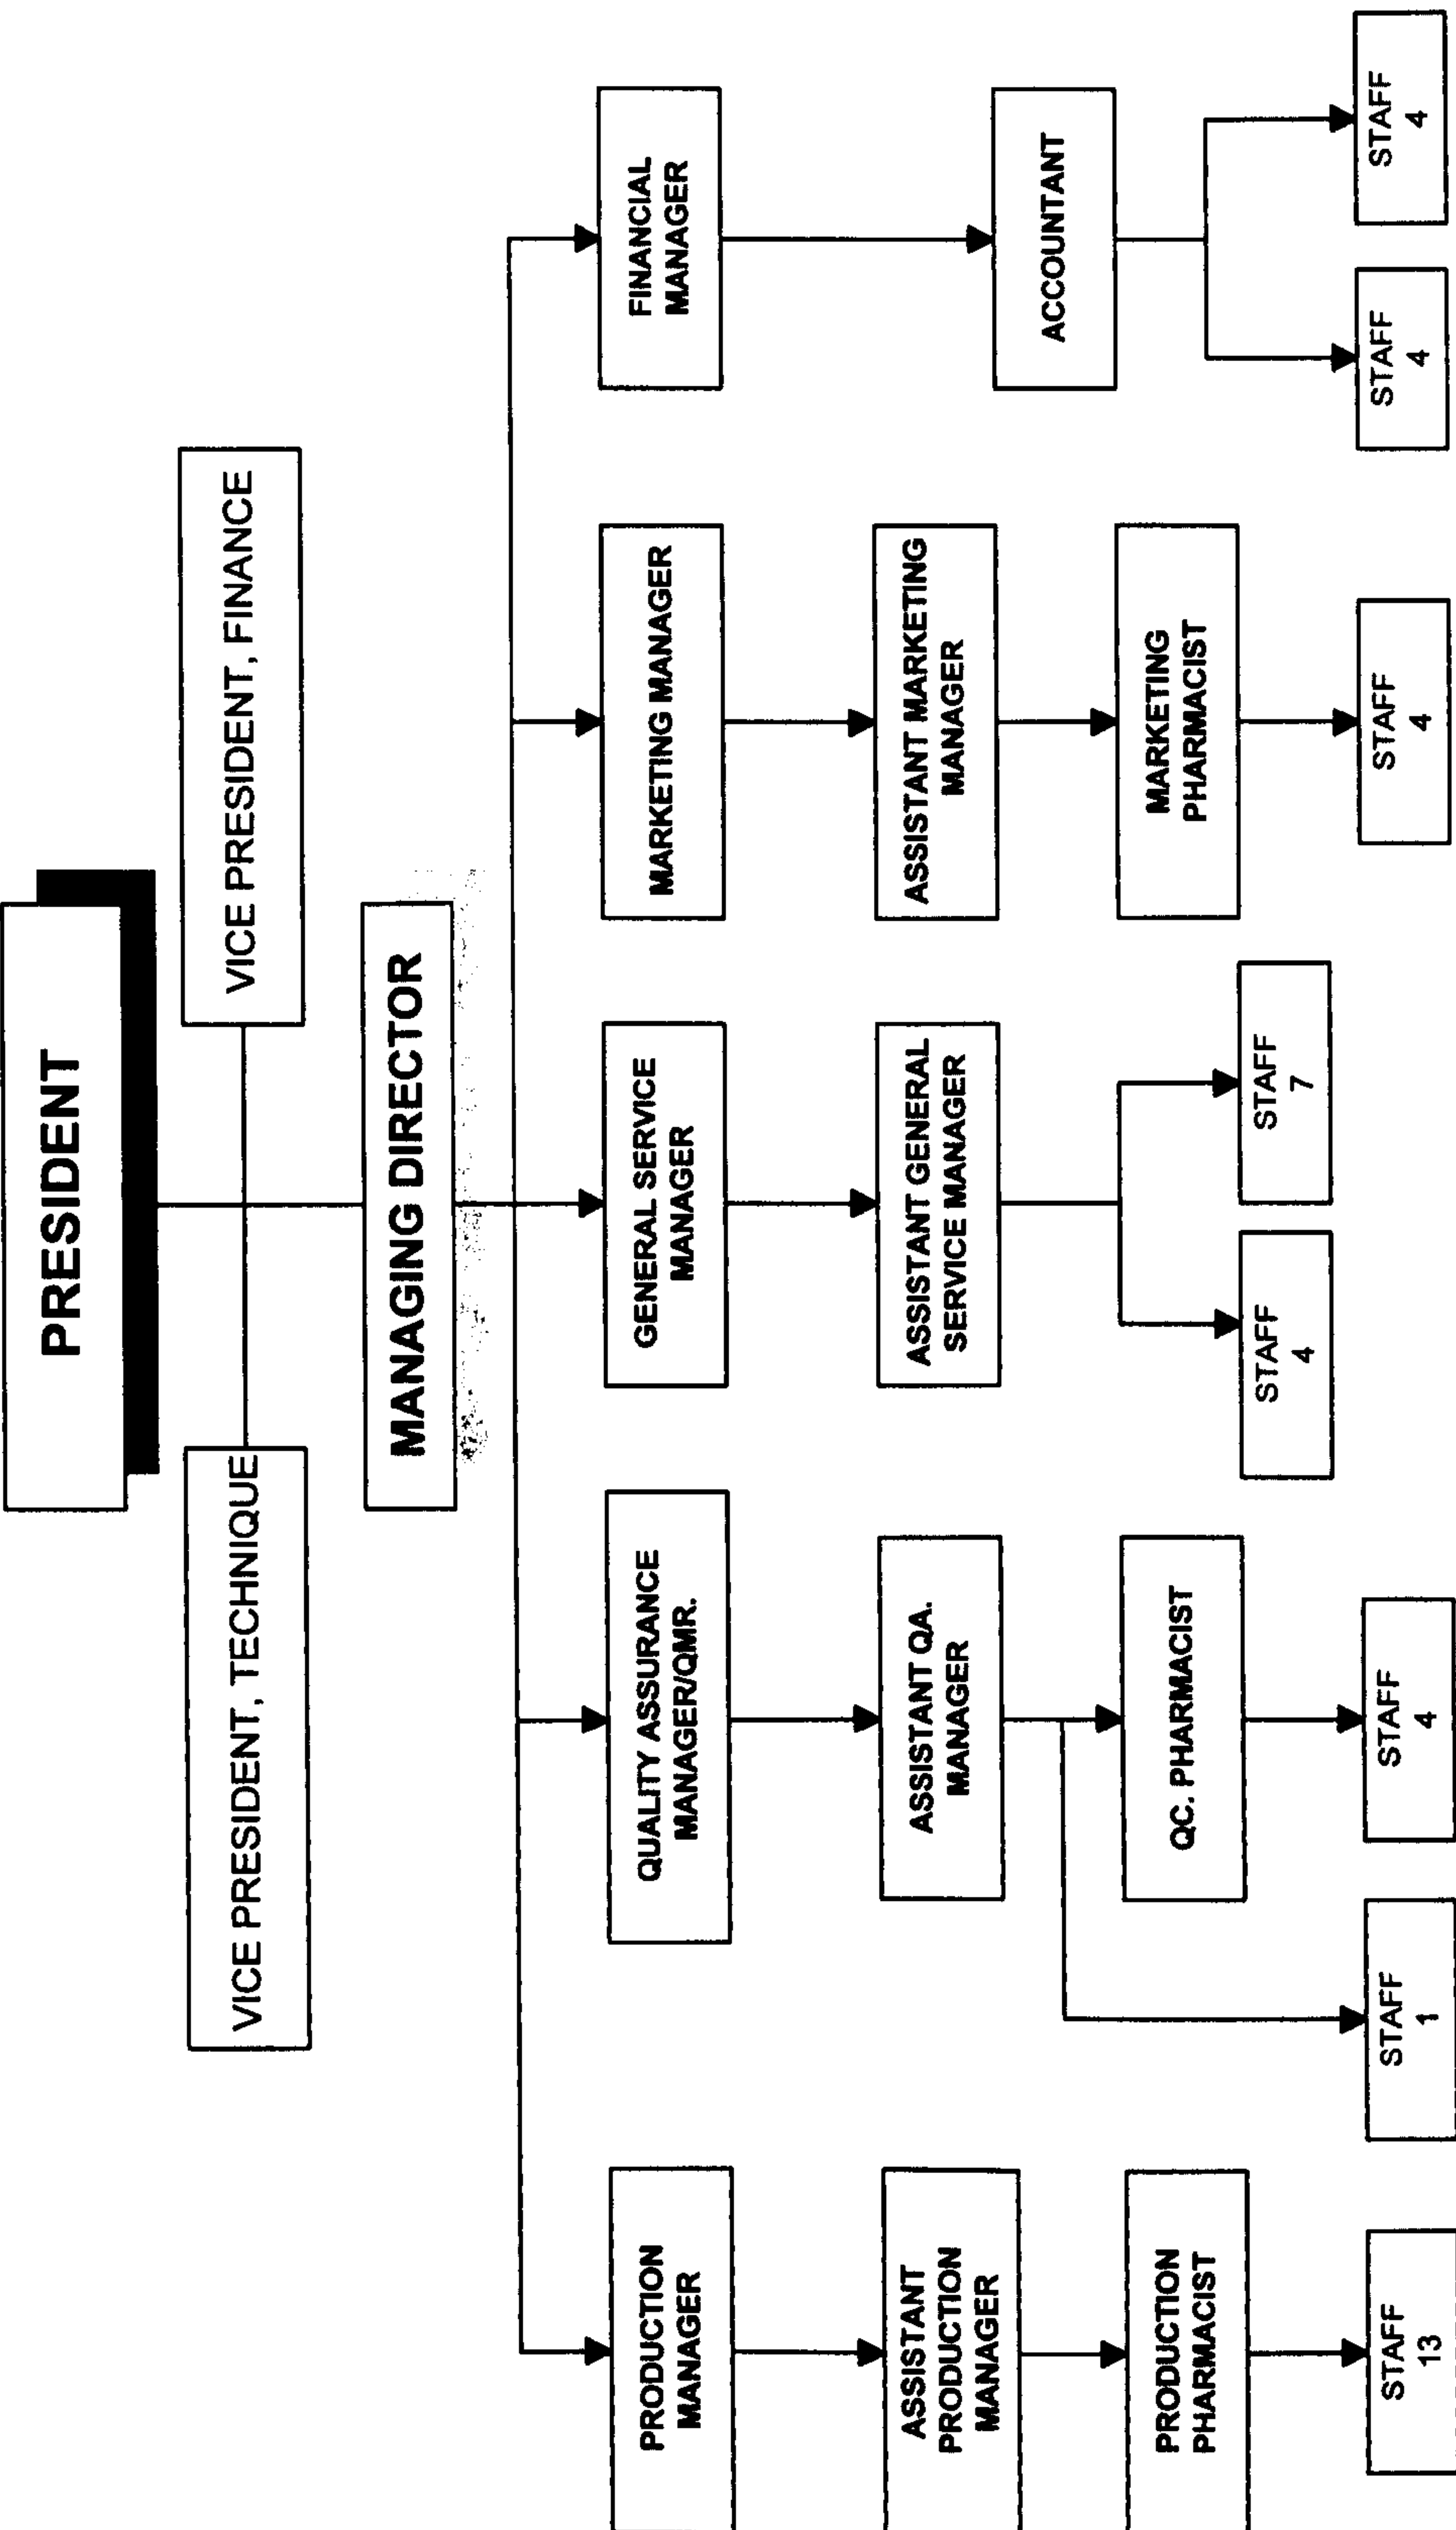 PRESIDENT
VICE PRESIDENT, TECHNIQUE
VICE PRESIDENT, FINANCE
MANAGING DIRECTOR
PRODUCTION
MANAGER
QUALITY ASSURANCE
MANAGER/QMR.
GENERAL SERVICE
MANAGER
MARKETING MANAGER
FINANCIAL
MANAGER
ASSISTANT
PRODUCTION
MANAGER
ASSISTANT QA.
MANAGER
ASSISTANT GENERAL
SERVICE MANAGER
ASSISTANT MARKETING
MANAGER
ACCOUNTANT
PRODUCTION
PHARMACIST
QC. PHARMACIST
MARKETING
PHARMACIST
STAFF
13
STAFF
1
STAFF
4
STAFF
4
STAFF
7
STAFF
4
STAFF
4
STAFF
4